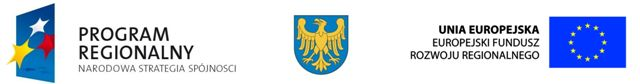 PROGRAM
REGIONALNY
NARODOWA STRATEGIA SPÓJNOŚCI
UNIA EUROPEJSKA
EUROPEJSKI FUNDUSZ
ROZWOJU REGIONALNEGO